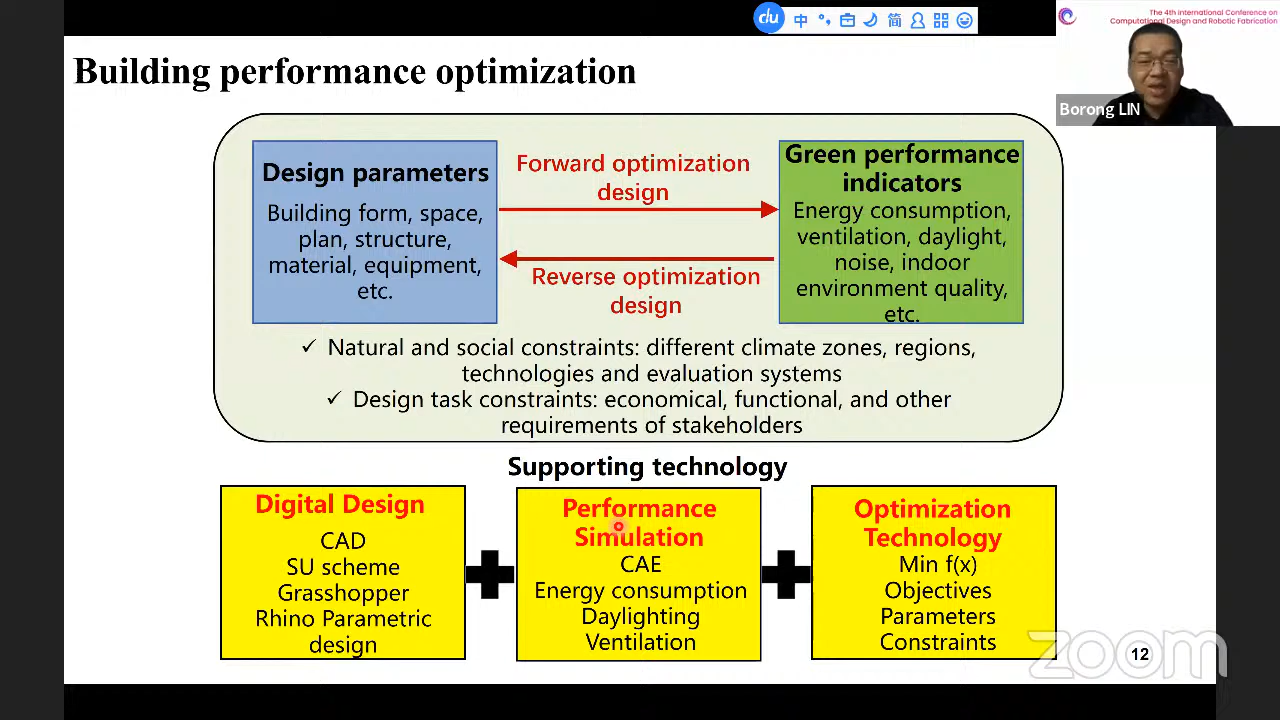 du 中 简
The 4th International Conference on
Computational Design and Robotic Fabrication
Borong LIN
Building performance optimization
Design parameters
Building form, space,
plan, structure,
material, equipment,
etc.
Forward optimization
design
Reverse optimization
design
Green performance
indicators
Energy consumption,
ventilation, daylight,
noise, indoor
environment quality,
etc.
✓ Natural and social constraints: different climate zones, regions,
technologies and evaluation systems
✓ Design task constraints: economical, functional, and other
requirements of stakeholders
Supporting technology
Digital Design
CAD
SU scheme
Grasshopper
Rhino Parametric
design
Performance
Simulation
CAE
Energy consumption
Daylighting
Ventilation
Optimization
Technology
Min f(x)
Objectives
Parameters
Constraints
zoom
12